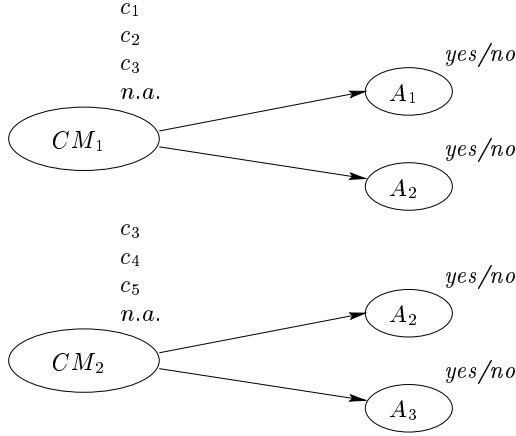 c₁
c₂
c₃
n.a.
CM₁
yes/no
A₁
yes/no
A₂
c₃
c₄
c₅
n.a.
CM₂
yes/no
A₂
yes/no
A₃